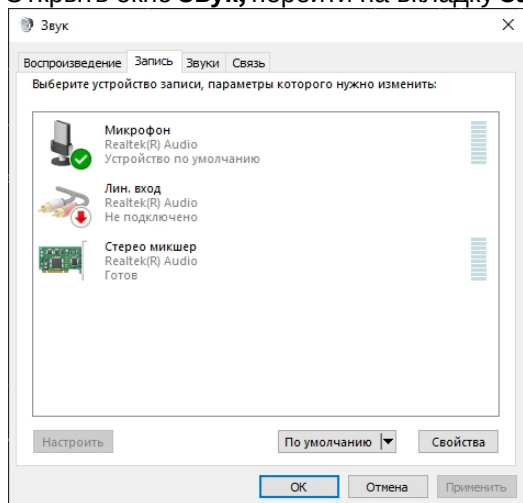 Звук
Воспроизведение Запись Звуки Связь
Выберите устройство записи, параметры которого нужно изменить:
Микрофон
Realtek(R) Audio
Устройство по умолчанию
Лин. вход
Realtek(R) Audio
Не подключено
Стерео микшер
Realtek(R) Audio
Готов
Настроить По умолчанию Свойства
ОК Отмена Применить